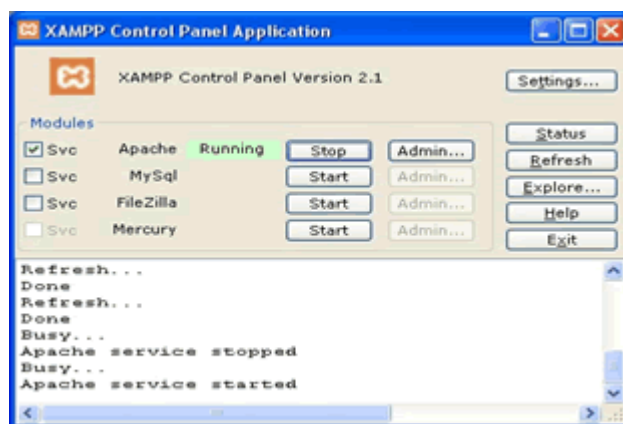 XAMPP Control Panel Application
XAMPP Control Panel Version 2.1
Settings...
Modules
Svc Apache Running Stop Admin...
Svc MySql Start Admin...
Svc FileZilla Start Admin...
Svc Mercury Start Admin...
Status
Refresh
Explore...
Help
Exit
Refresh...
Done
Refresh...
Done
Busy...
Apache service stopped
Busy...
Apache service started